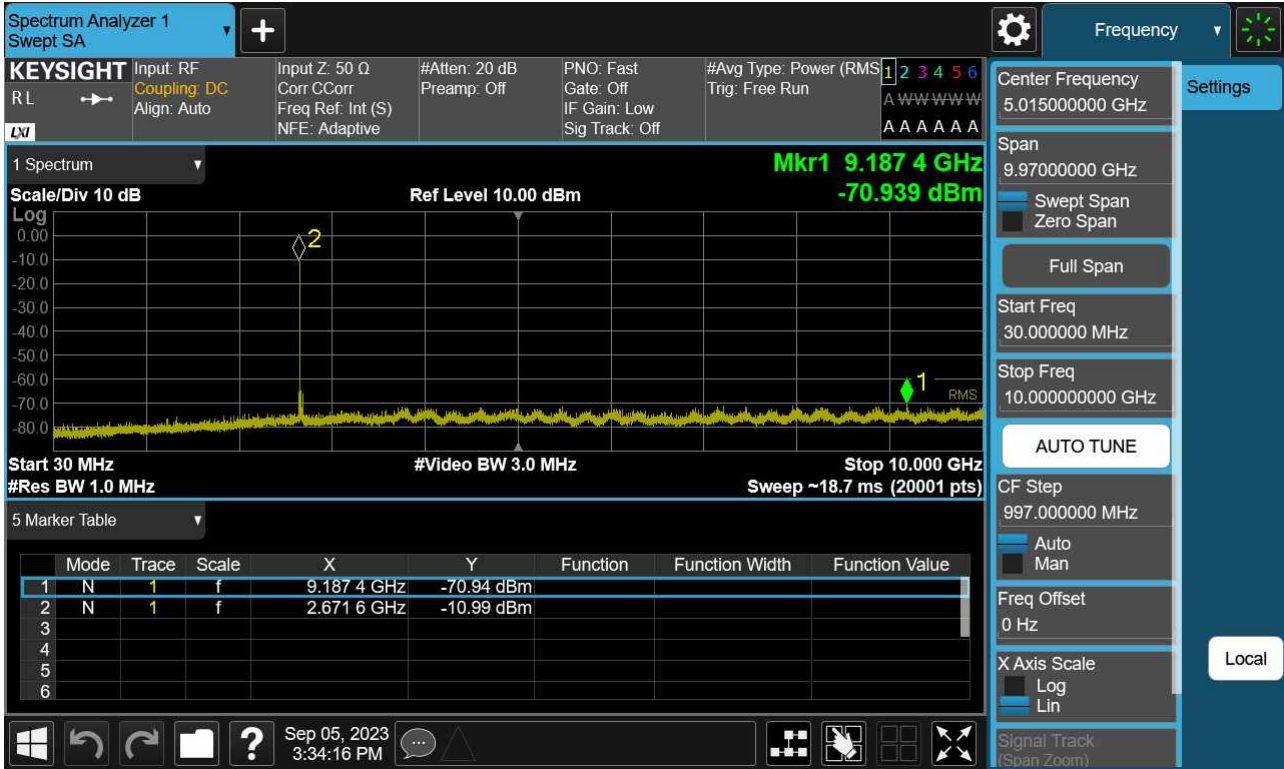 Spectrum Analyzer 1
Swept SA
Frequency
KEYSIGHT
R L
LXI
Input: RF
Coupling: DC
Align: Auto
Input Z: 50 Ω
Corr CCorr
Freq Ref: Int (S)
NFE: Adaptive
#Atten: 20 dB
Preamp: Off
PNO: Fast
Gate: Off
IF Gain: Low
Sig Track: Off
#Avg Type: Power (RMS
Trig: Free Run
1 2 3 4 5 6
A W W W W W
A A A A A A
1 Spectrum
Mkr1 9.187 4 GHz
Scale/Div 10 dB
Ref Level 10.00 dBm
-70.939 dBm
Log
0.00
-10.0
-20.0
-30.0
-40.0
-50.0
-60.0
-70.0
-80.0
2
1
RMS
Start 30 MHz
#Video BW 3.0 MHz
Stop 10.000 GHz
#Res BW 1.0 MHz
Sweep ~18.7 ms (20001 pts)
5 Marker Table
Mode Trace Scale X Y Function Function Width Function Value
1 N 1 f 9.187 4 GHz -70.94 dBm
2 N 1 f 2.671 6 GHz -10.99 dBm
3
4
5
6
Sep 05, 2023
3:34:16 PM
Center Frequency
5.015000000 GHz
Settings
Span
9.97000000 GHz
Swept Span
Zero Span
Full Span
Start Freq
30.000000 MHz
Stop Freq
10.000000000 GHz
AUTO TUNE
CF Step
997.000000 MHz
Auto
Man
Freq Offset
0 Hz
X Axis Scale
Log
Lin
Local
Signal Track
(Span Zoom)